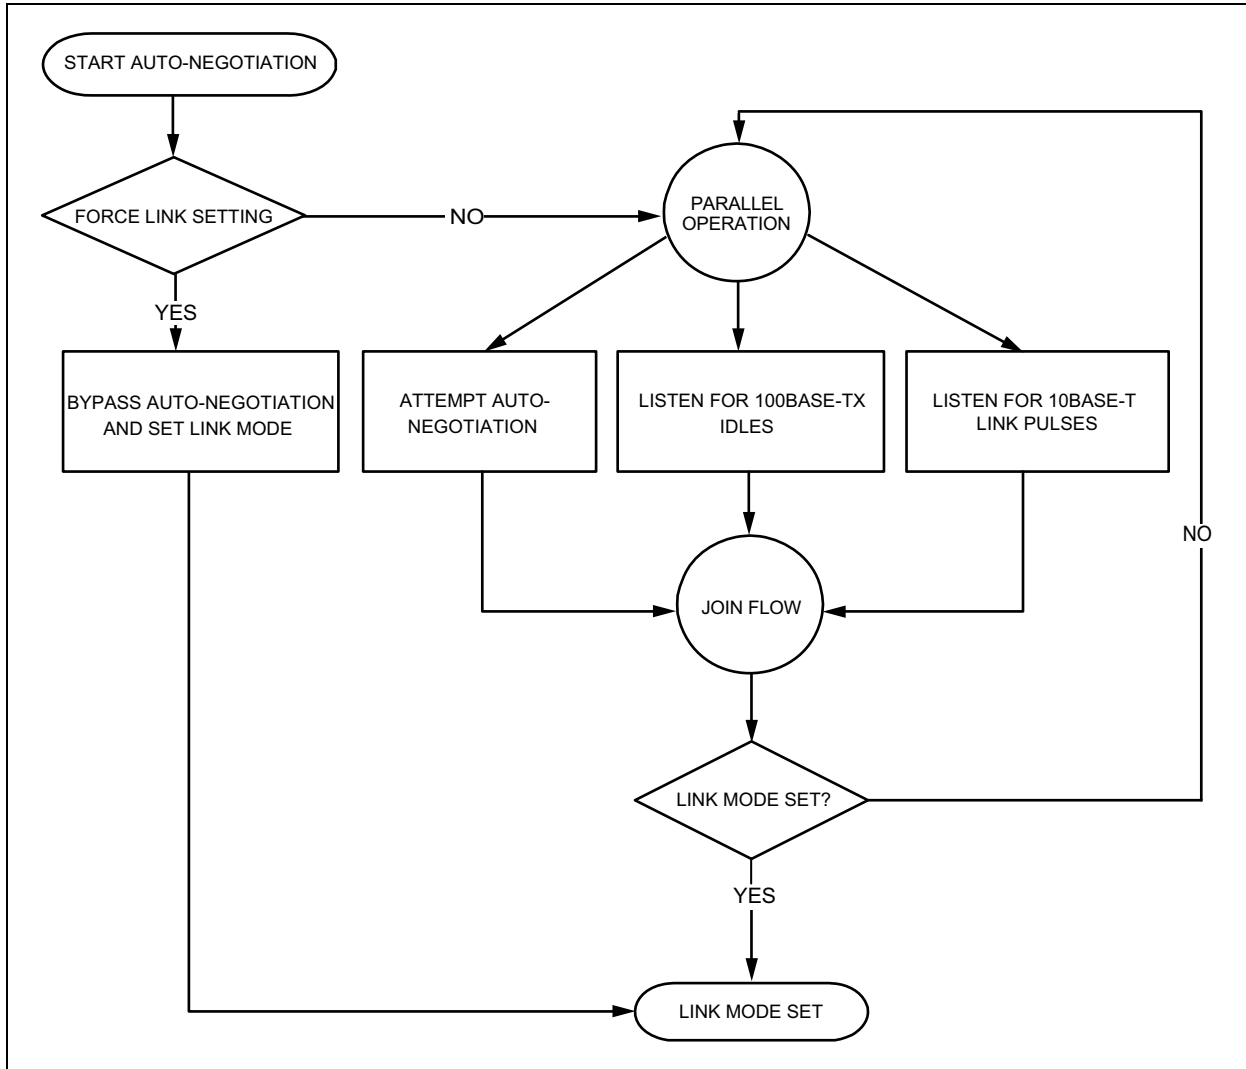 START AUTO-NEGOTIATION
FORCE LINK SETTING
NO
PARALLEL
OPERATION
YES
BYPASS AUTO-NEGOTIATION
AND SET LINK MODE
ATTEMPT AUTO-
NEGOTIATION
LISTEN FOR 100BASE-TX
IDLES
LISTEN FOR 10BASE-T
LINK PULSES
NO
JOIN FLOW
LINK MODE SET?
YES
LINK MODE SET